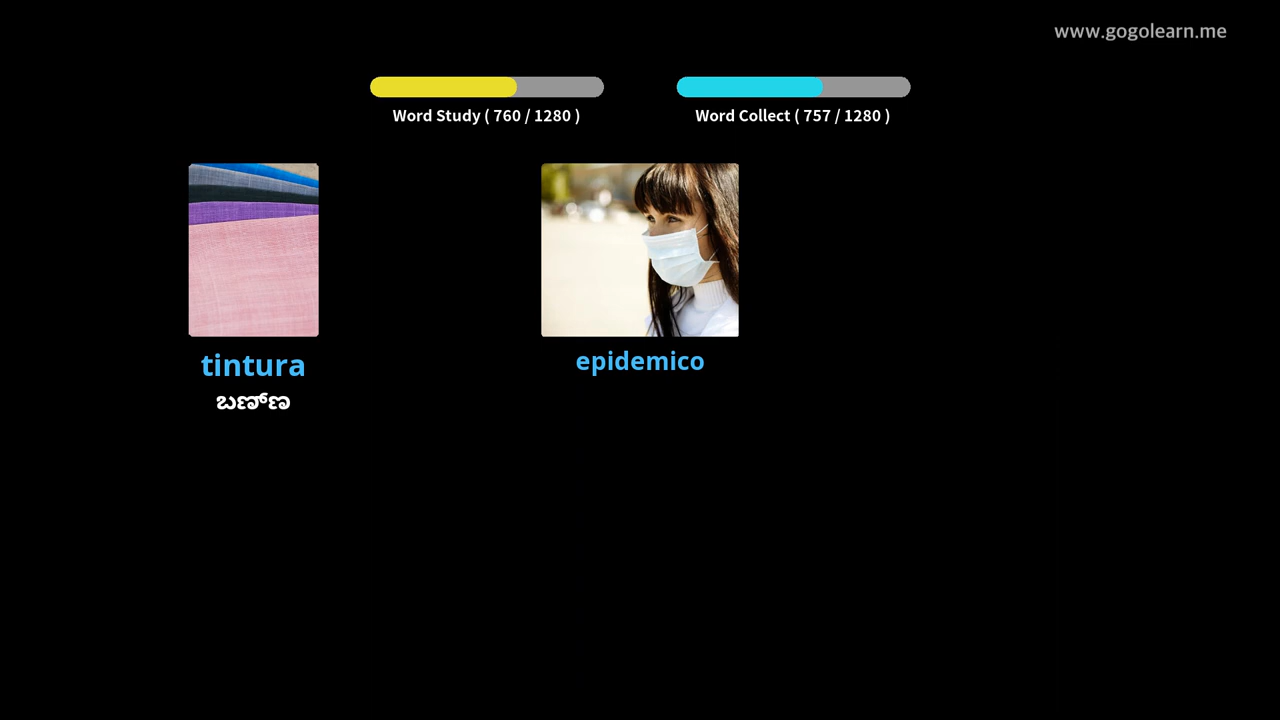 www.gogolearn.me
Word Study ( 760 / 1280 )
Word Collect ( 757 / 1280 )
tintura
ಬಣ್ಣ
epidemico